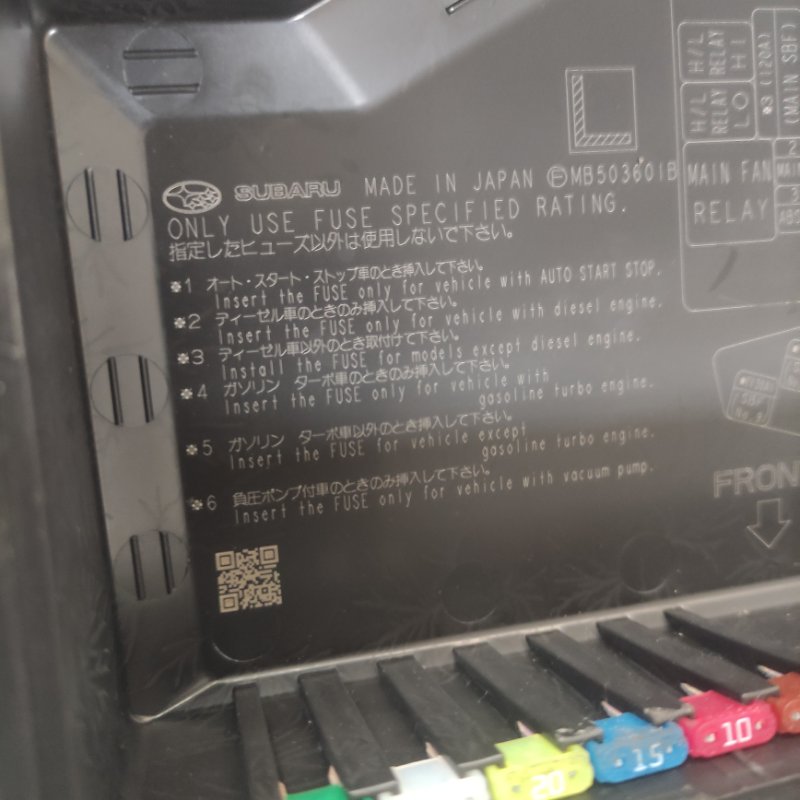 SUBARU MADE IN JAPAN ⒻMB503601B
ONLY USE FUSE SPECIFIED RATING.
指定したヒューズ以外は使用しないで下さい。
※1 オート・スタート・ストップ車のとき挿入して下さい。
Insert the FUSE only for vehicle with AUTO START STOP.
※2 ディーゼル車のときのみ挿入して下さい。
Insert the FUSE only for vehicle with diesel engine.
※3 ディーゼル車以外のとき取付けて下さい。
Install the FUSE for models except diesel engine.
※4 ガソリン ターボ車のときのみ挿入して下さい。
Insert the FUSE only for vehicle with
gasoline turbo engine.
※5 ガソリン ターボ車以外のとき挿入して下さい。
Insert the FUSE for vehicle except
gasoline turbo engine.
※6 負圧ポンプ付車のときのみ挿入して下さい。
Insert the FUSE only for vehicle with vacuum pump.
H/L
RELAY
HI
H/L
RELAY
LO
※3 (120A)
(MAIN SBF)
MAIN FAN
RELAY
2
MAIN
3
ABS
FRON
20
15
10